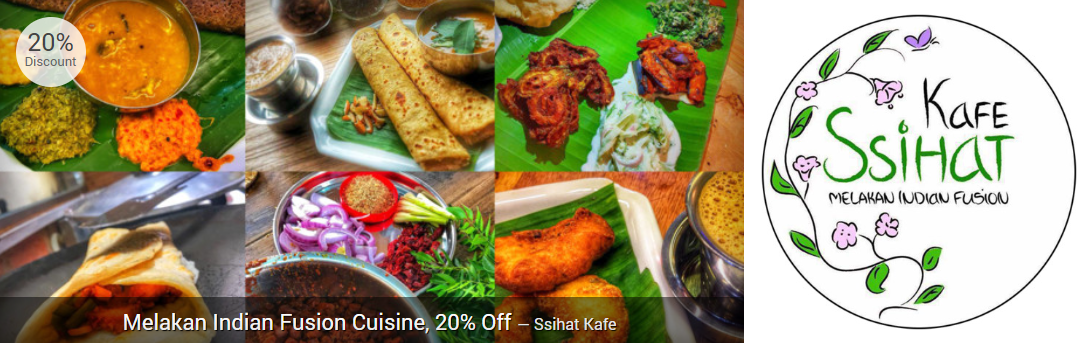 20%
Discount
Melakan Indian Fusion Cuisine, 20% Off — Ssihat Kafe
KAFE
SSiHAT
MELAKAN INDIAN FUSiON